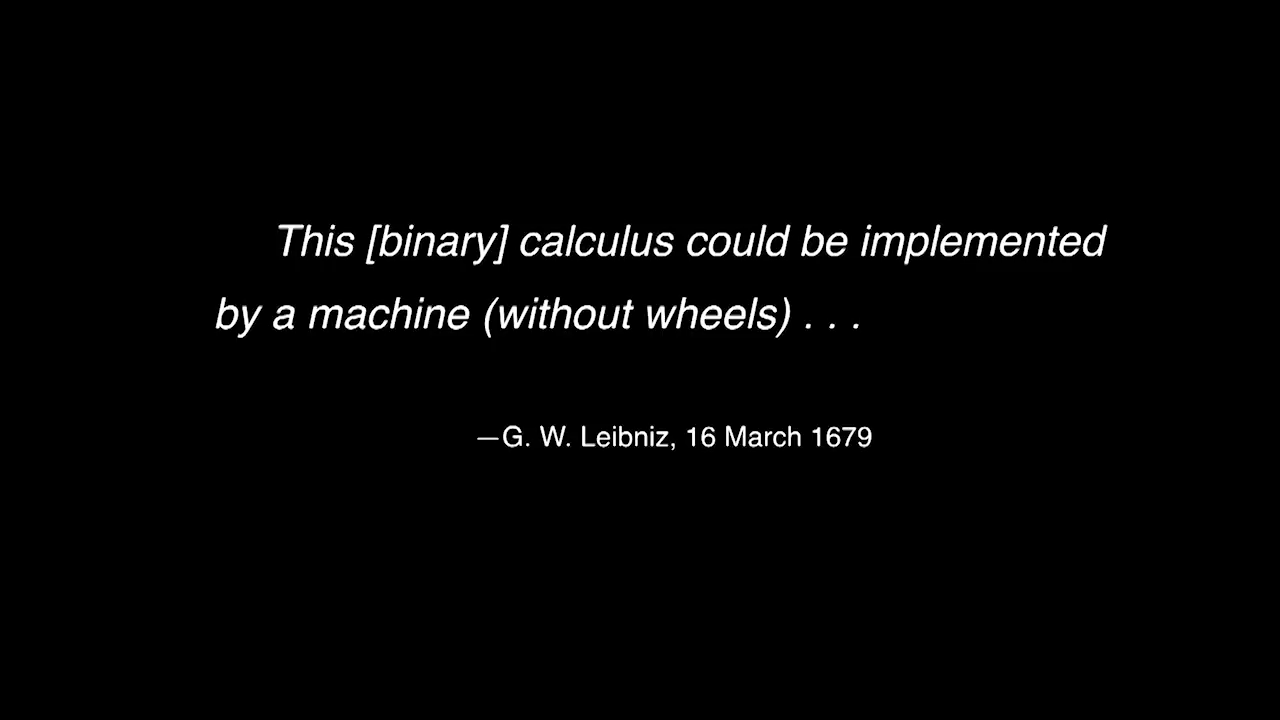 This [binary] calculus could be implemented
by a machine (without wheels) . . .
—G. W. Leibniz, 16 March 1679